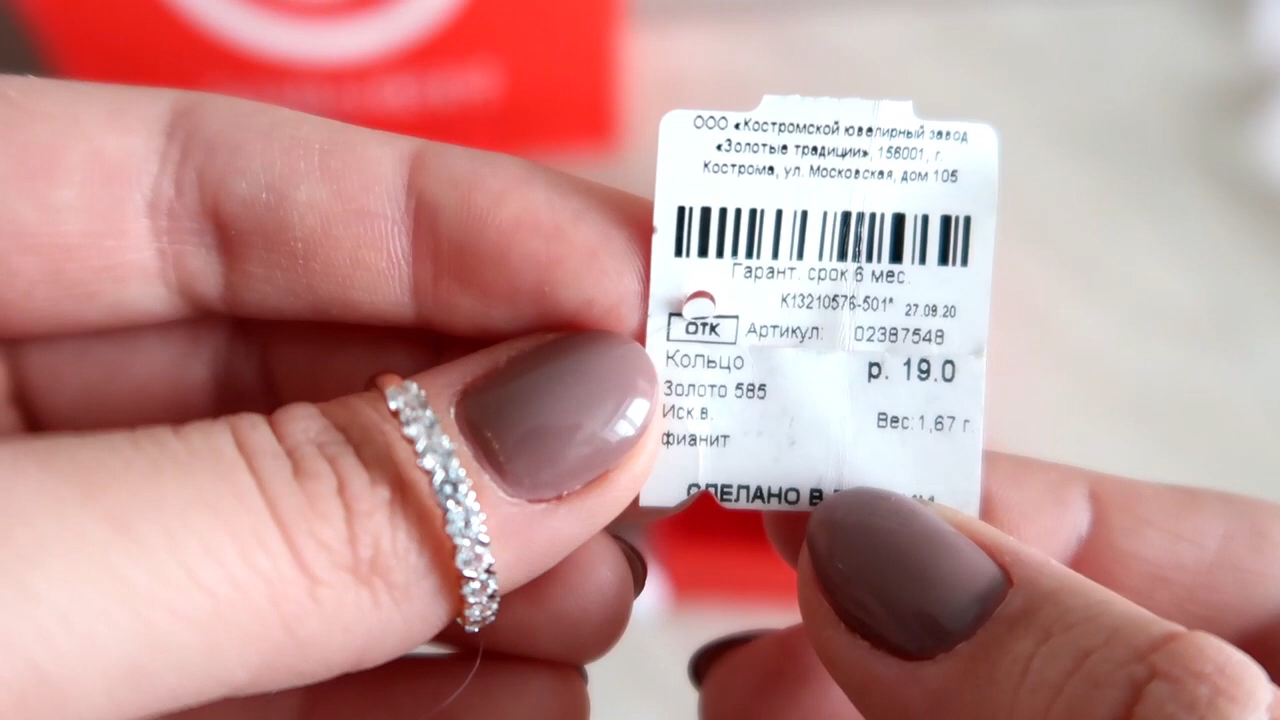 ООО «Костромской ювелирный завод
«Золотые традиции», 156001, г.
Кострома, ул. Московская, дом 105
Гарант. срок 6 мес.
К13210576-501* 27.09.20
ОТК Артикул: 02387548
Кольцо р. 19.0
Золото 585
Иск.в. Вес:1,67 г.
фианит
СДЕЛАНО В